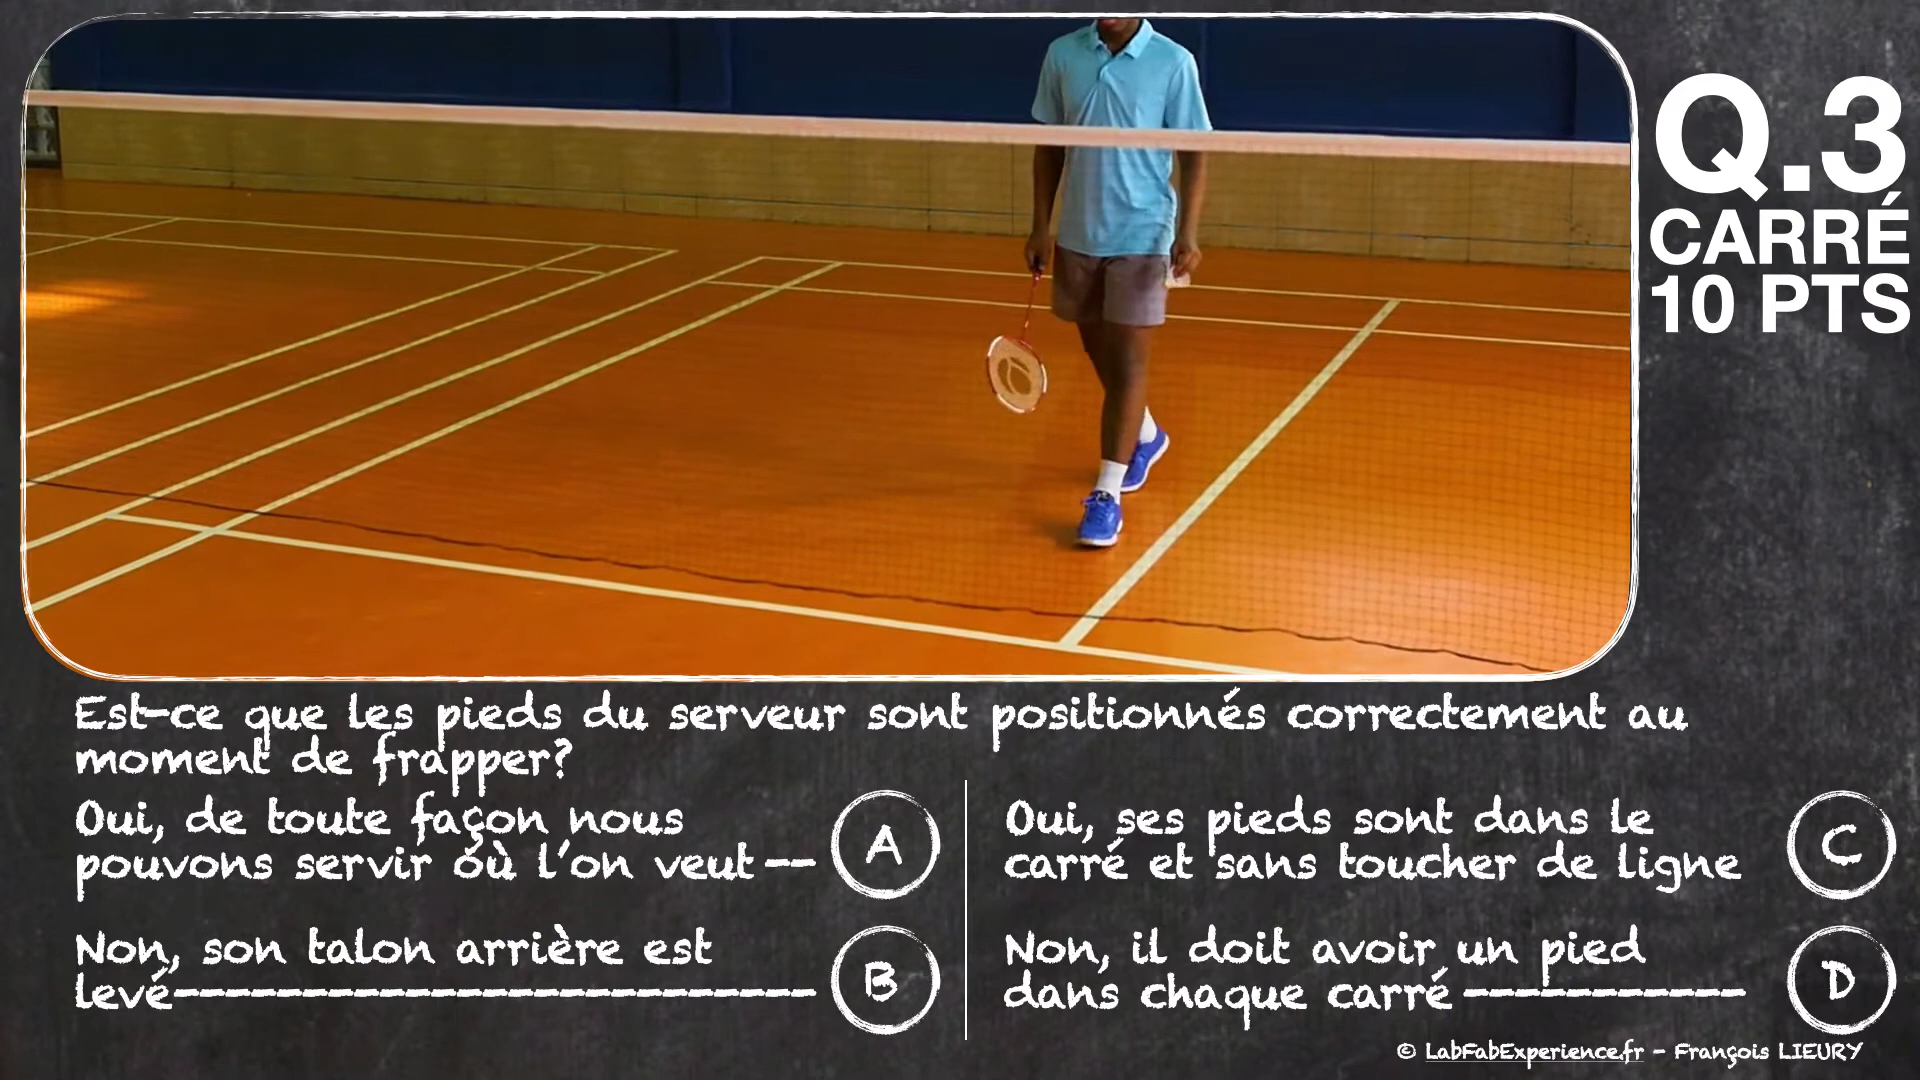 Q.3
CARRÉ
10 PTS
Est-ce que les pieds du serveur sont positionnés correctement au
moment de frapper?
Oui, de toute façon nous
pouvons servir où l'on veut --
A
Non, son talon arrière est
levé--------------------------
B
Oui, ses pieds sont dans le
carré et sans toucher de ligne
C
Non, il doit avoir un pied
dans chaque carré -----------
D
© LabFabExperience.fr - François LIEURY